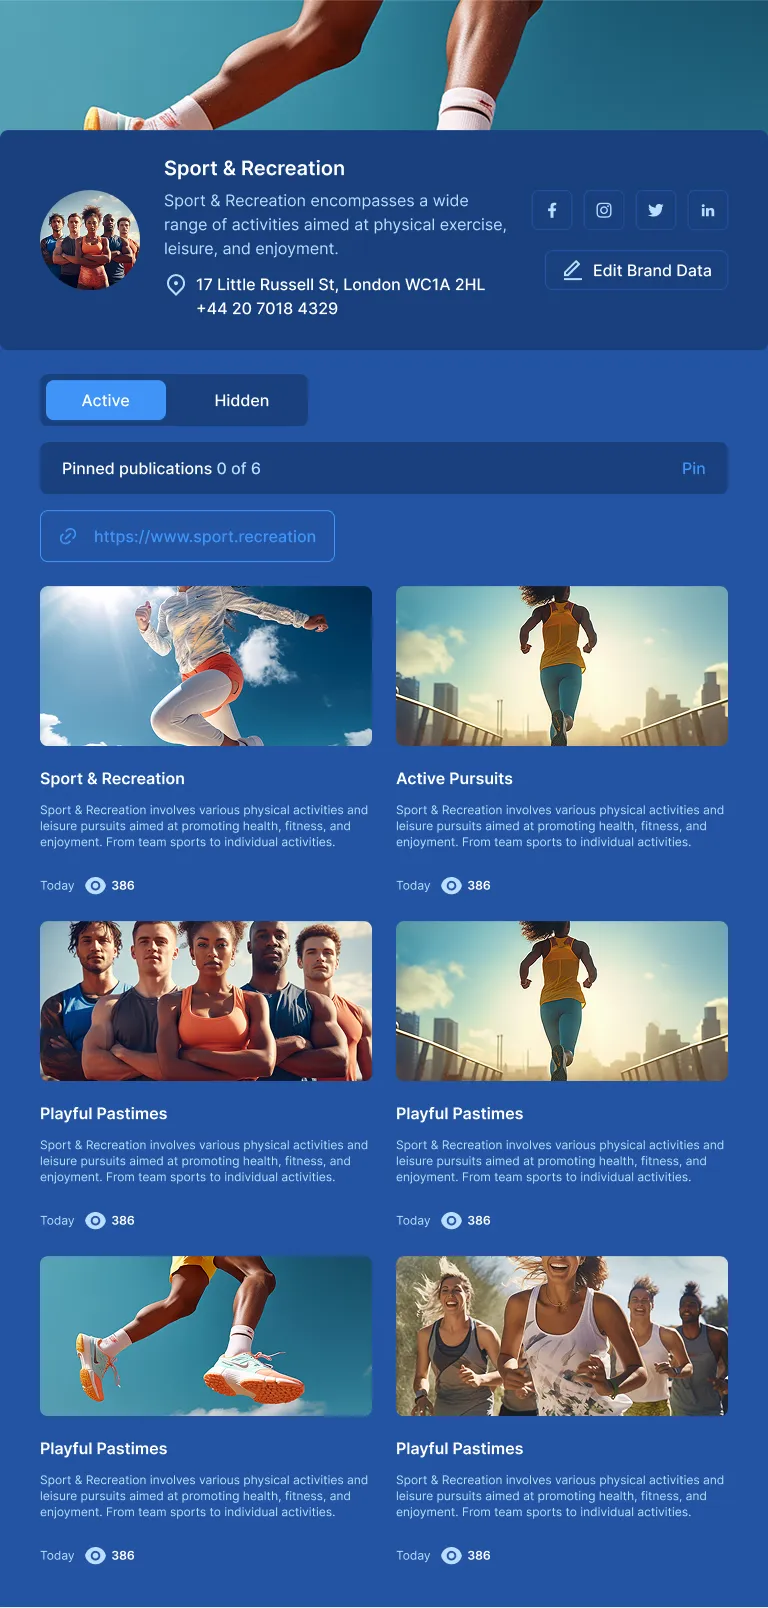 Sport & Recreation
Sport & Recreation encompasses a wide
range of activities aimed at physical exercise,
leisure, and enjoyment.
17 Little Russell St, London WC1A 2HL
+44 20 7018 4329
Edit Brand Data
Active
Hidden
Pinned publications 0 of 6
Pin
https://www.sport.recreation
Sport & Recreation
Sport & Recreation involves various physical activities and
leisure pursuits aimed at promoting health, fitness, and
enjoyment. From team sports to individual activities.
Today 386
Active Pursuits
Sport & Recreation involves various physical activities and
leisure pursuits aimed at promoting health, fitness, and
enjoyment. From team sports to individual activities.
Today 386
Playful Pastimes
Sport & Recreation involves various physical activities and
leisure pursuits aimed at promoting health, fitness, and
enjoyment. From team sports to individual activities.
Today 386
Playful Pastimes
Sport & Recreation involves various physical activities and
leisure pursuits aimed at promoting health, fitness, and
enjoyment. From team sports to individual activities.
Today 386
Playful Pastimes
Sport & Recreation involves various physical activities and
leisure pursuits aimed at promoting health, fitness, and
enjoyment. From team sports to individual activities.
Today 386
Playful Pastimes
Sport & Recreation involves various physical activities and
leisure pursuits aimed at promoting health, fitness, and
enjoyment. From team sports to individual activities.
Today 386